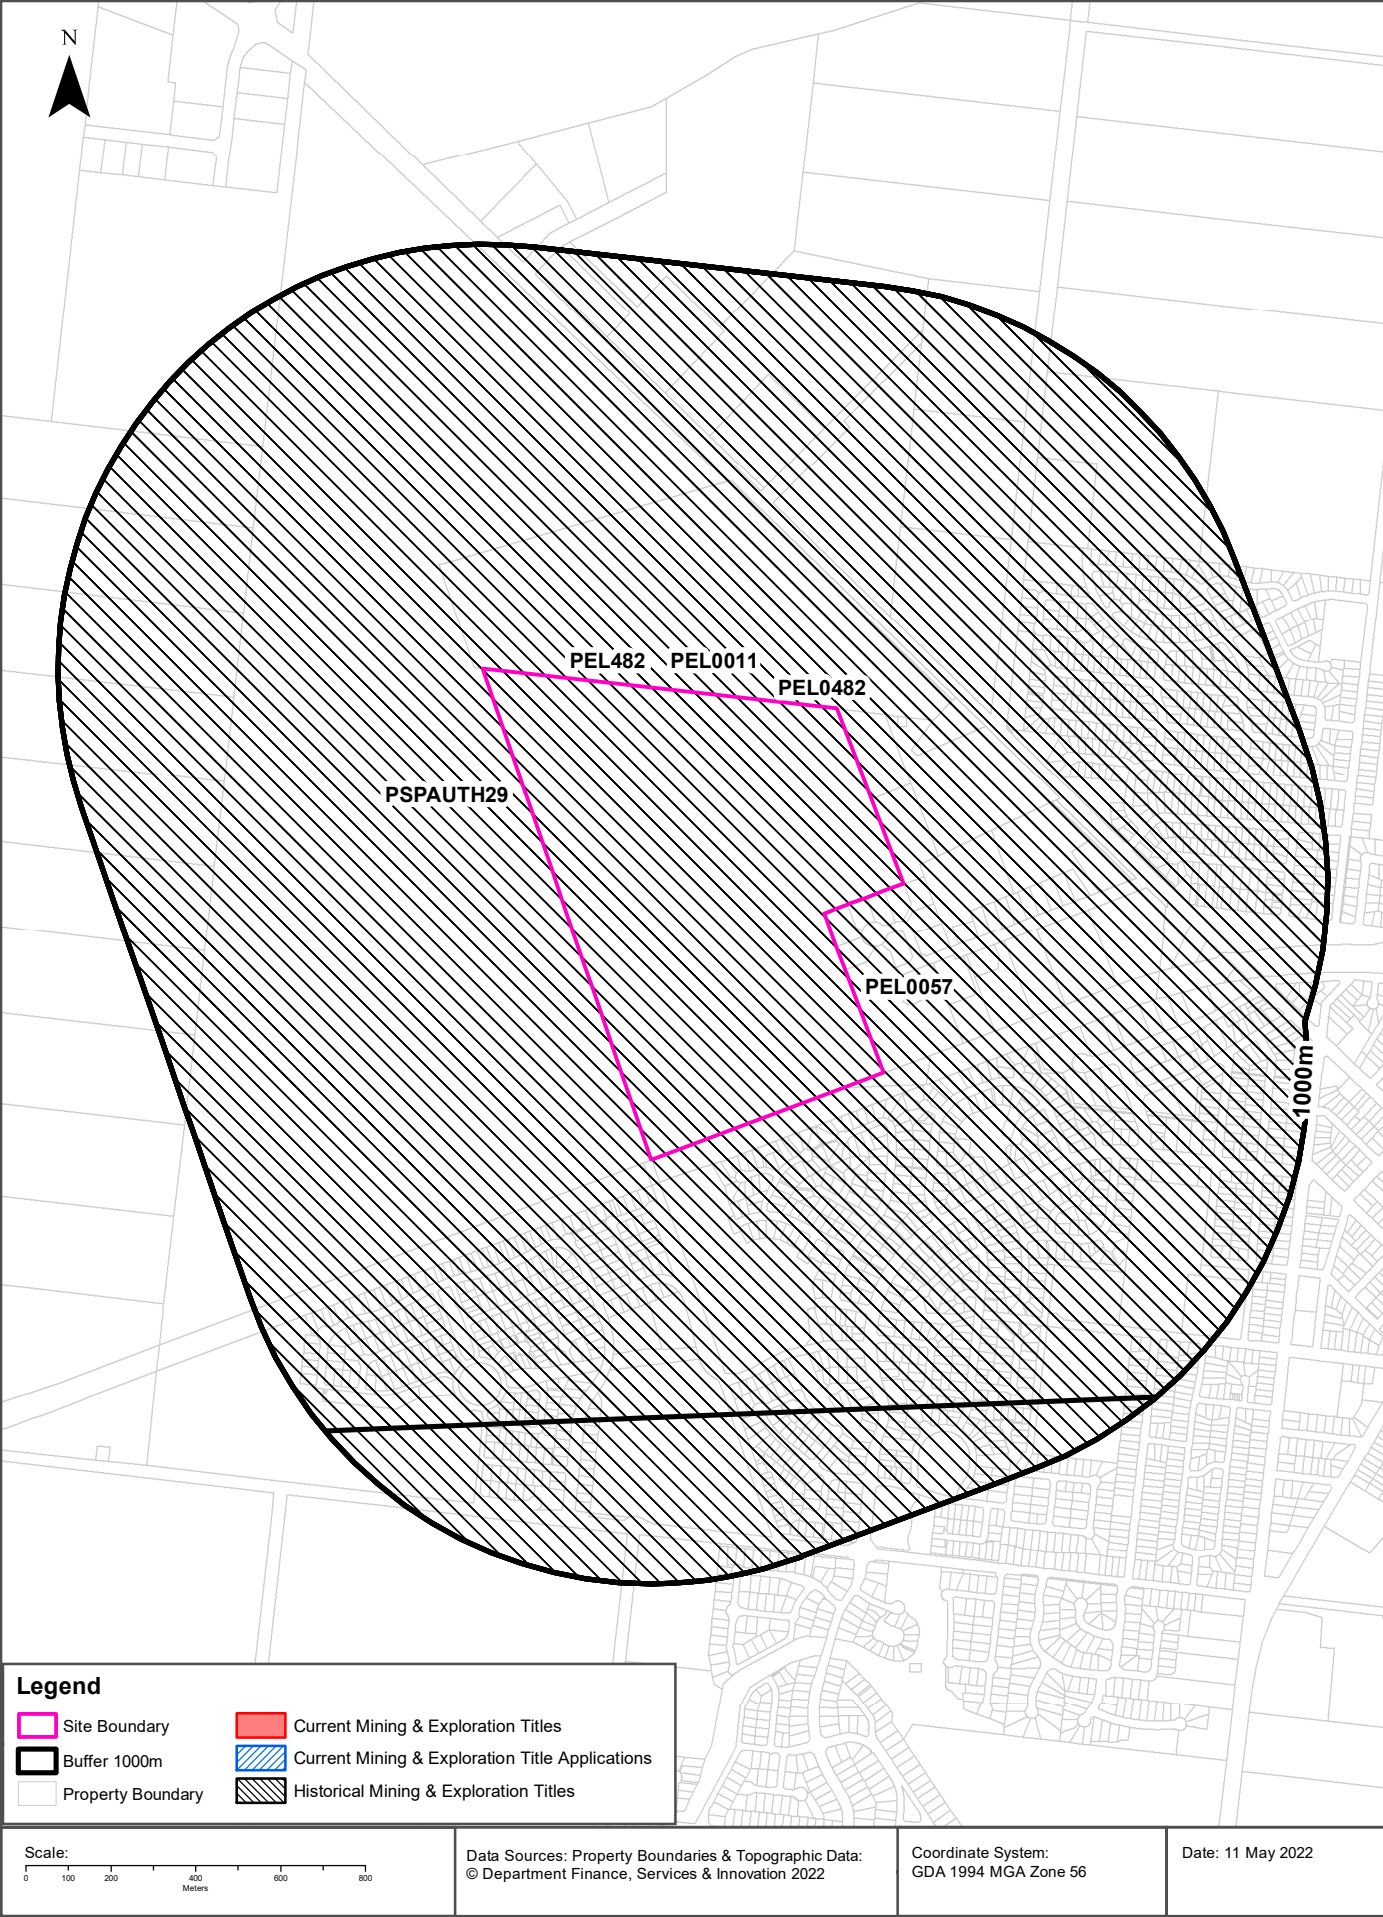 N
PEL482
PEL0011
PEL0482
PSPAUTH29
PEL0057
1000m
Legend
Site Boundary
Buffer 1000m
Property Boundary
Current Mining & Exploration Titles
Current Mining & Exploration Title Applications
Historical Mining & Exploration Titles
Scale:
0 100 200 400 600 800
Meters
Data Sources: Property Boundaries & Topographic Data:
© Department Finance, Services & Innovation 2022
Coordinate System:
GDA 1994 MGA Zone 56
Date: 11 May 2022